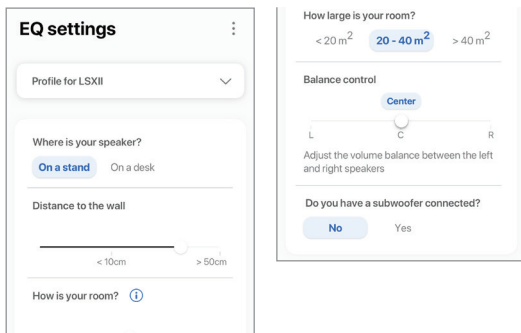 EQ settings
Profile for LSXII
Where is your speaker?
On a stand On a desk
Distance to the wall
< 10cm > 50cm
How is your room?
How large is your room?
< 20 m² 20 - 40 m² > 40 m²
Balance control
Center
L C R
Adjust the volume balance between the left
and right speakers
Do you have a subwoofer connected?
No Yes